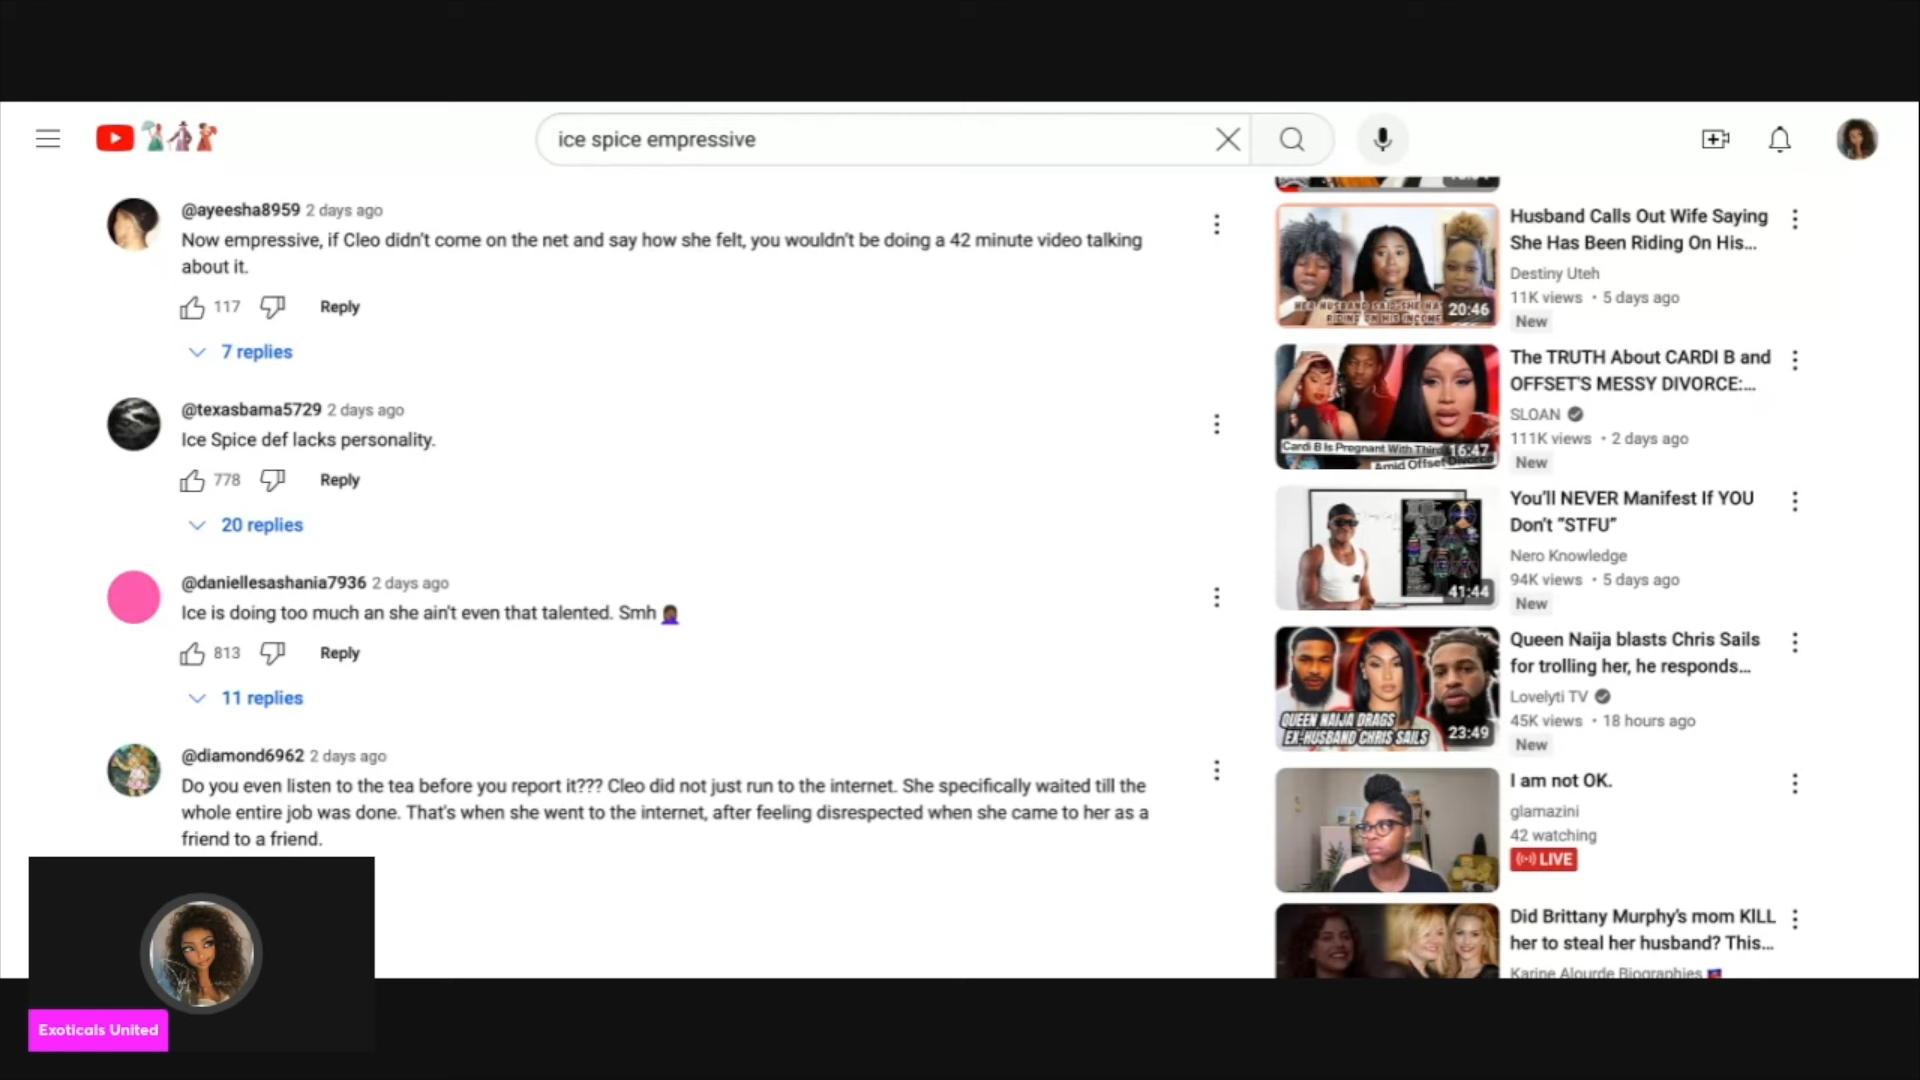 ice spice empressive
@ayeesha8959 2 days ago
Now empressive, if Cleo didn't come on the net and say how she felt, you wouldn't be doing a 42 minute video talking
about it.
117 Reply
7 replies
@texasbama5729 2 days ago
Ice Spice def lacks personality.
778 Reply
20 replies
@daniellesashania7936 2 days ago
Ice is doing too much an she ain't even that talented. Smh 🤦🏾‍♀️
813 Reply
11 replies
@diamond6962 2 days ago
Do you even listen to the tea before you report it??? Cleo did not just run to the internet. She specifically waited till the
whole entire job was done. That's when she went to the internet, after feeling disrespected when she came to her as a
friend to a friend.
Exoticals United
HER HUSBAND SAID SHE HA
RIDING ON HIS INCOME
20:46
Husband Calls Out Wife Saying
She Has Been Riding On His...
Destiny Uteh
11K views • 5 days ago
New
Cardi B Is Pregnant With Third
Amid Offset Divorce
16:47
The TRUTH About CARDI B and
OFFSET'S MESSY DIVORCE:...
SLOAN
111K views • 2 days ago
New
41:44
You'll NEVER Manifest If YOU
Don't "STFU"
Nero Knowledge
94K views • 5 days ago
New
QUEEN NAIJA DRAGS
EX-HUSBAND CHRIS SAILS
23:49
Queen Naija blasts Chris Sails
for trolling her, he responds...
Lovelyti TV
45K views • 18 hours ago
New
I am not OK.
glamazini
42 watching
LIVE
Did Brittany Murphy's mom KILL
her to steal her husband? This...
Karine Alourde Biographies